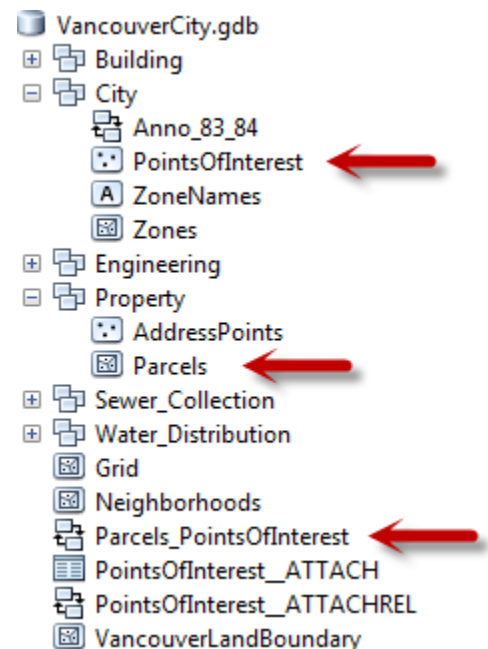 VancouverCity.gdb
Building
City
Anno_83_84
PointsOfInterest
A ZoneNames
Zones
Engineering
Property
AddressPoints
Parcels
Sewer_Collection
Water_Distribution
Grid
Neighborhoods
Parcels_PointsOfInterest
PointsOfInterest__ATTACH
PointsOfInterest__ATTACHREL
VancouverLandBoundary